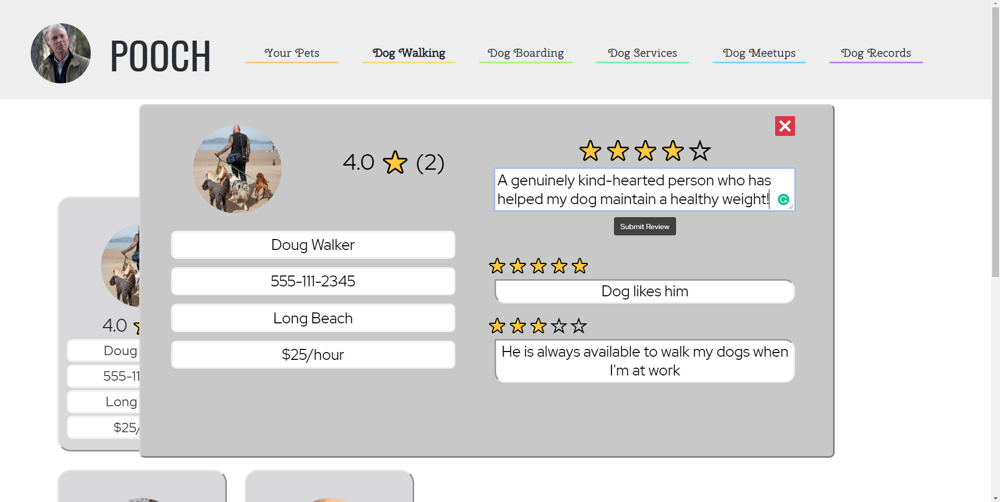 POOCH
Your Pets
Dog Walking
Dog Boarding
Dog Services
Dog Meetups
Dog Records
4.0 (2)
Doug Walker
555-111-2345
Long Beach
$25/hour
A genuinely kind-hearted person who has
helped my dog maintain a healthy weight!
Submit Review
Dog likes him
He is always available to walk my dogs when
I'm at work
4.0
Doug
555-11
Long
$25/